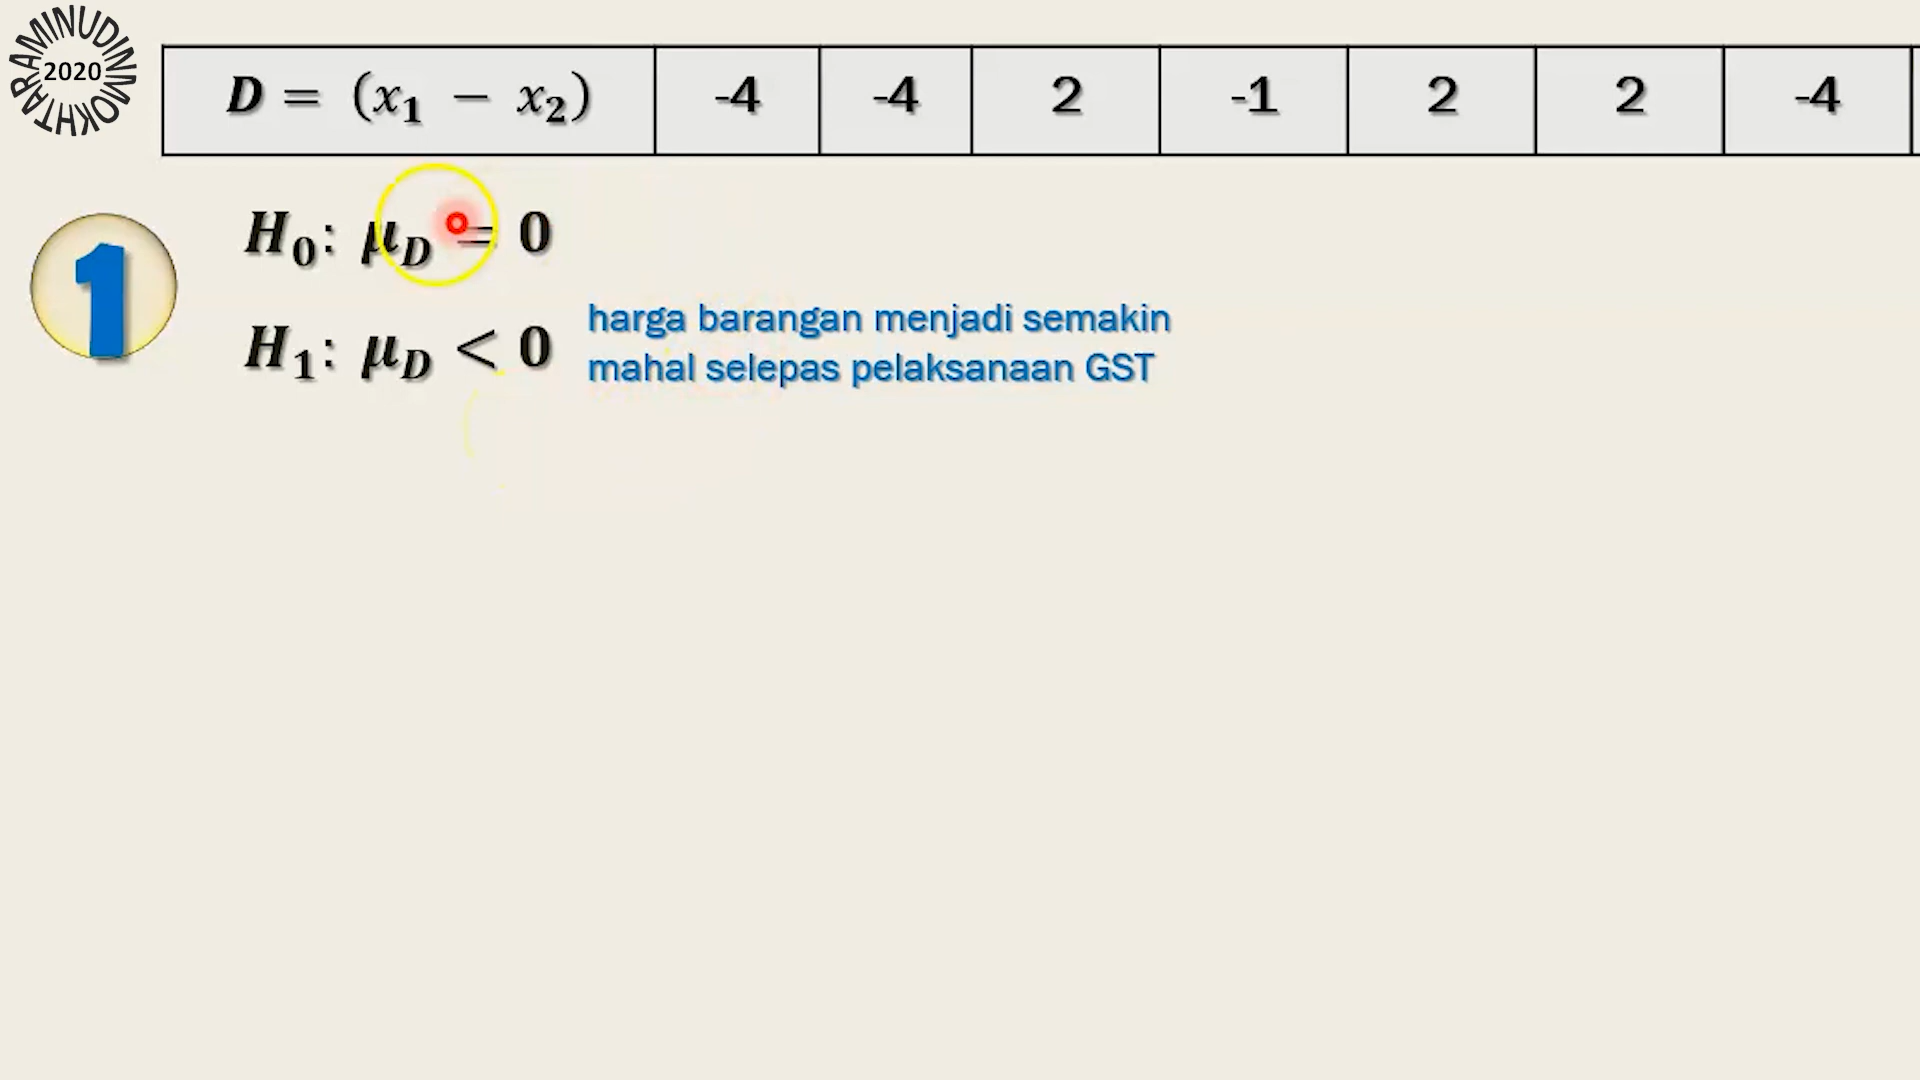 AMINUDINMOKHTAR
2020
D = (x₁ − x₂) -4 -4 2 -1 2 2 -4
1
H₀: μ_D = 0
H₁: μ_D < 0
harga barangan menjadi semakin
mahal selepas pelaksanaan GST